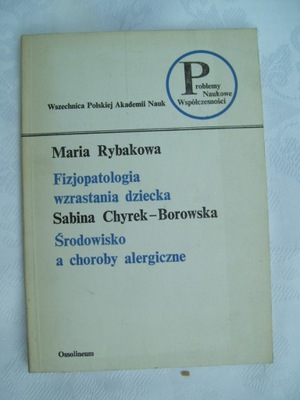 Problemy
Naukowe
Współczesności
Wszechnica Polskiej Akademii Nauk
Maria Rybakowa
Fizjopatologia
wzrastania dziecka
Sabina Chyrek-Borowska
Środowisko
a choroby alergiczne
Ossolineum